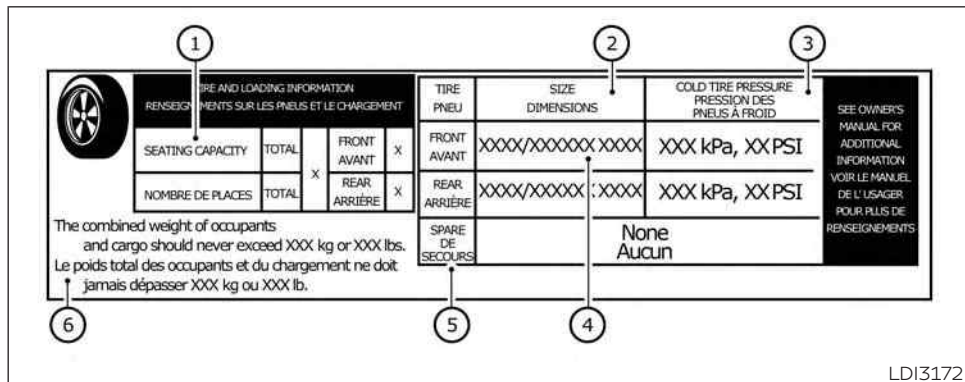 1
2
3
TIRE AND LOADING INFORMATION
RENSEIGNEMENTS SUR LES PNEUS ET LE CHARGEMENT
SEATING CAPACITY TOTAL X FRONT AVANT X
NOMBRE DE PLACES TOTAL REAR ARRIÈRE X
The combined weight of occupants
and cargo should never exceed XXX kg or XXX lbs.
Le poids total des occupants et du chargement ne doit
jamais dépasser XXX kg ou XXX lb.
TIRE
PNEU
SIZE
DIMENSIONS
COLD TIRE PRESSURE
PRESSION DES
PNEUS À FROID
FRONT
AVANT
XXXX/XXXXXX XXXX
XXX kPa, XX PSI
REAR
ARRIÈRE
XXXX/XXXXX X XXXX
XXX kPa, XX PSI
SPARE
DE
SECOURS
None
Aucun
SEE OWNER'S
MANUAL FOR
ADDITIONAL
INFORMATION
VOIR LE MANUEL
DE L'USAGER
POUR PLUS DE
RENSEIGNEMENTS
6
5
4
LDI3172